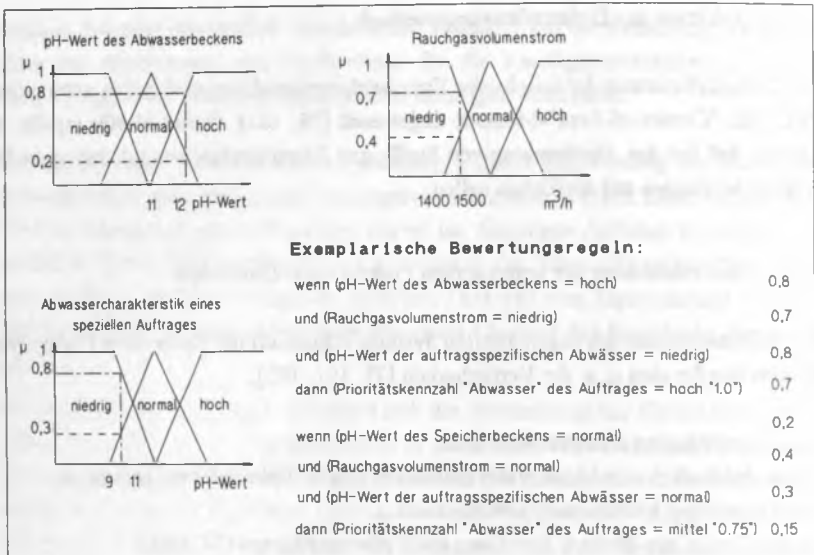 pH-Wert des Abwasserbeckens
μ
1
0,8
0,2
niedrig normal hoch
11 12 pH-Wert
Rauchgasvolumenstrom
μ
1
0,7
0,4
niedrig normal hoch
1400 1500 m³/h
Abwassercharakteristik eines
speziellen Auftrages
μ 1
0,8
0,3
niedrig normal hoch
9 11 pH-Wert
Exemplarische Bewertungsregeln:
wenn (pH-Wert des Abwasserbeckens = hoch) 0,8
und (Rauchgasvolumenstrom = niedrig) 0,7
und (pH-Wert der auftragsspezifischen Abwässer = niedrig) 0,8
dann (Prioritätskennzahl "Abwasser" des Auftrages = hoch "1.0") 0,7
wenn (pH-Wert des Speicherbeckens = normal) 0,2
und (Rauchgasvolumenstrom = normal) 0,4
und (pH-Wert der auftragsspezifischen Abwässer = normal) 0,3
dann (Prioritätskennzahl "Abwasser" des Auftrages = mittel "0.75") 0,15